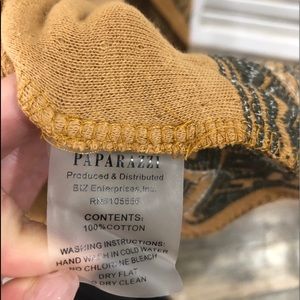 PAPARAZZI
Produced & Distributed
BIZ Enterprises, Inc.
CONTENTS:
100%COTTON
WASHING INSTRUCTIONS:
HAND WASH IN COLD WATER
NO CHLORINE BLEACH
DRY FLAT
DRY CLEAN